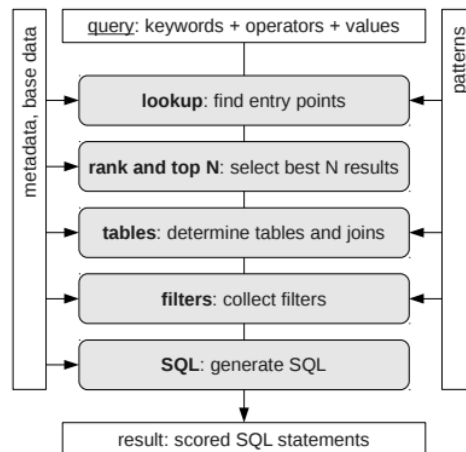 query: keywords + operators + values
metadata, base data
patterns
lookup: find entry points
rank and top N: select best N results
tables: determine tables and joins
filters: collect filters
SQL: generate SQL
result: scored SQL statements